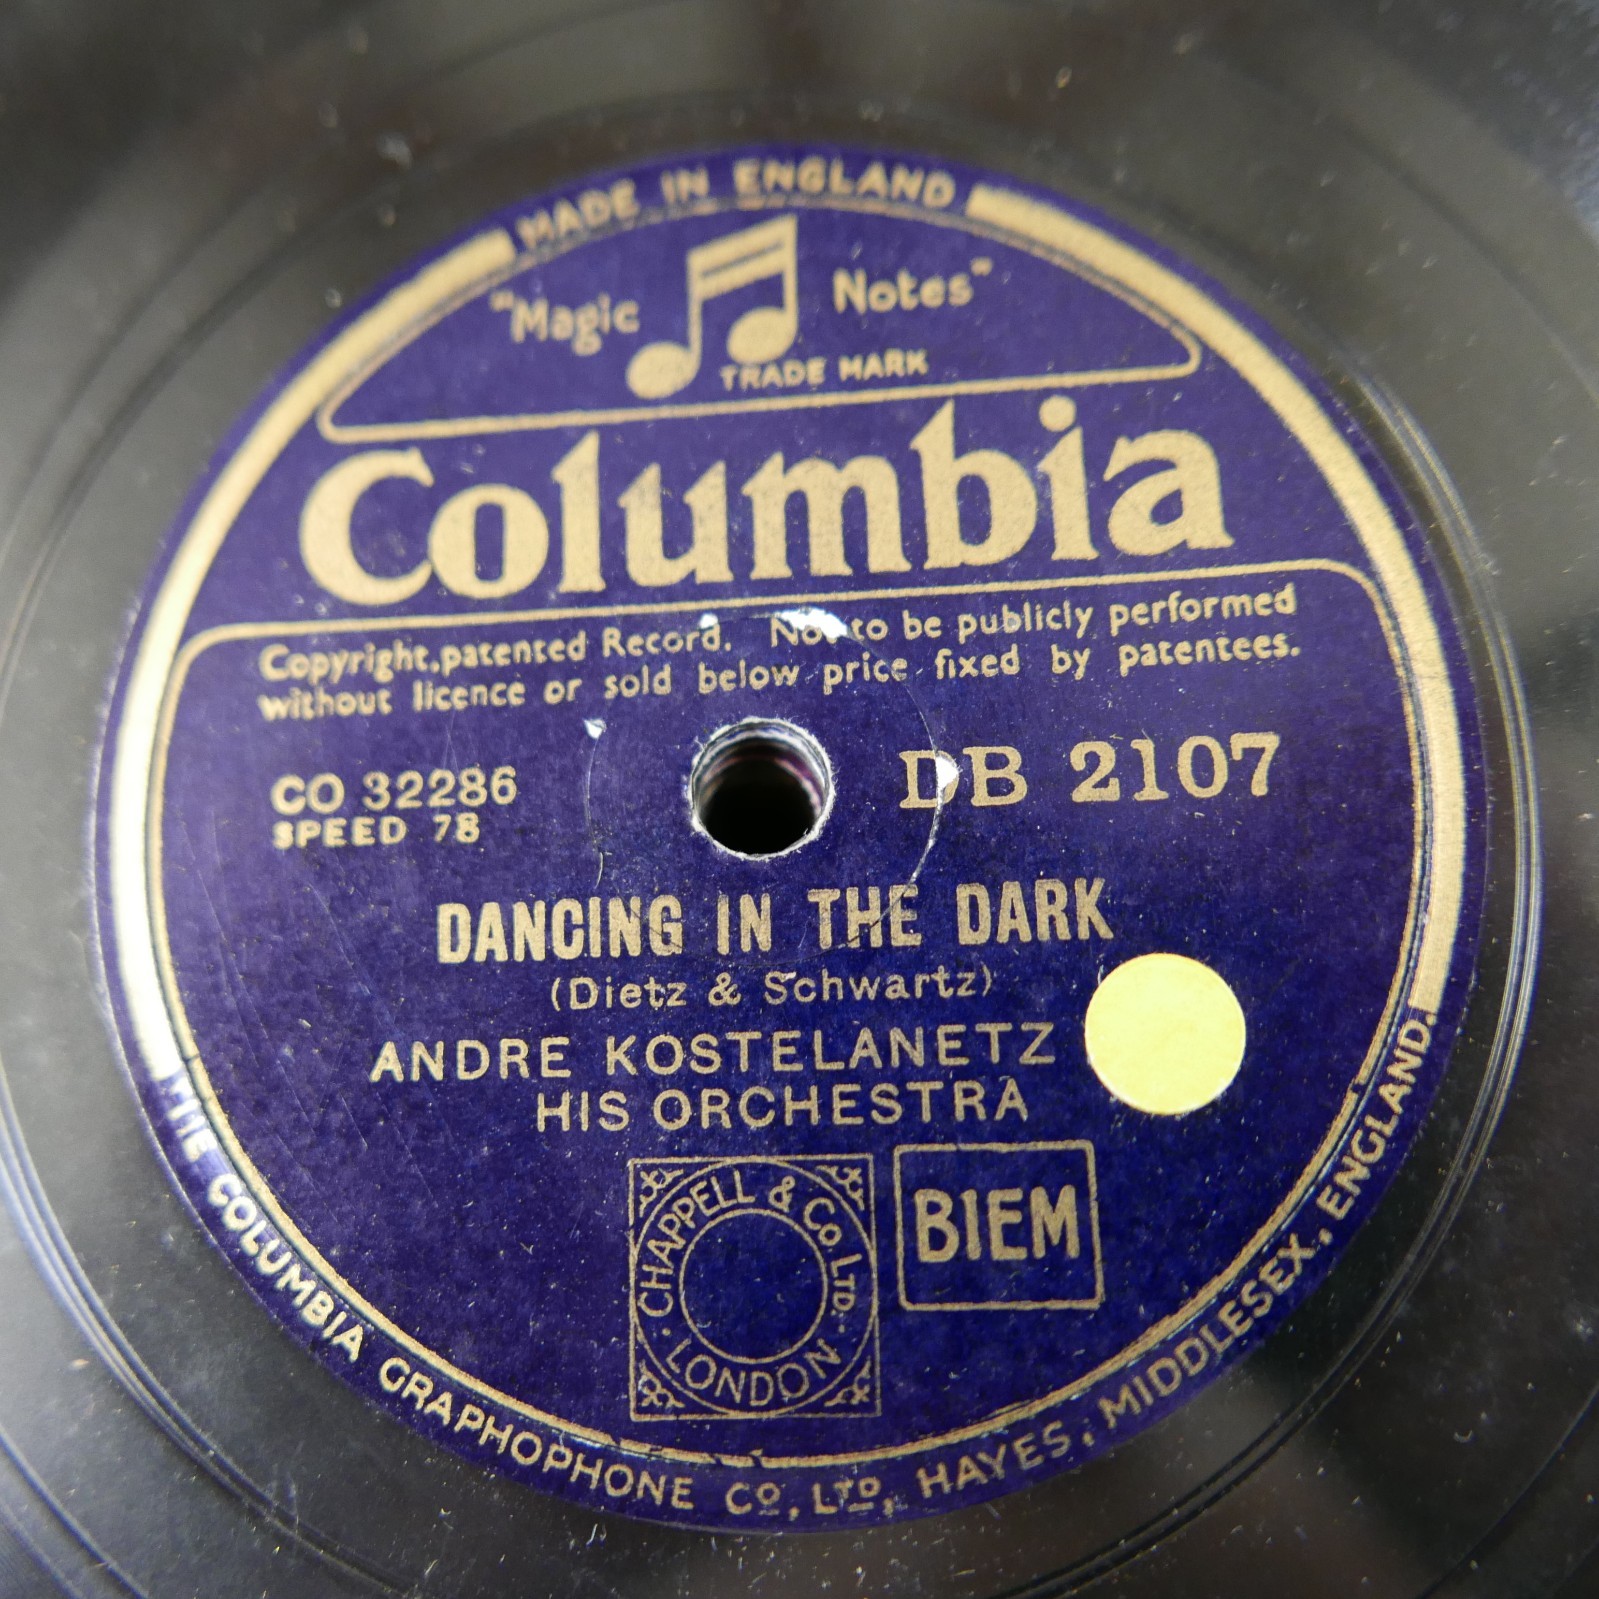 MADE IN ENGLAND
"Magic Notes"
TRADE MARK
Columbia
Copyright, patented Record. Not to be publicly performed
without licence or sold below price fixed by patentees.
CO 32286
SPEED 78
DB 2107
DANCING IN THE DARK
(Dietz & Schwartz)
ANDRE KOSTELANETZ
HIS ORCHESTRA
CHAPPELL & CO. LTD.
LONDON
BIEM
THE COLUMBIA GRAPHOPHONE CO, LTD, HAYES, MIDDLESEX, ENGLAND.